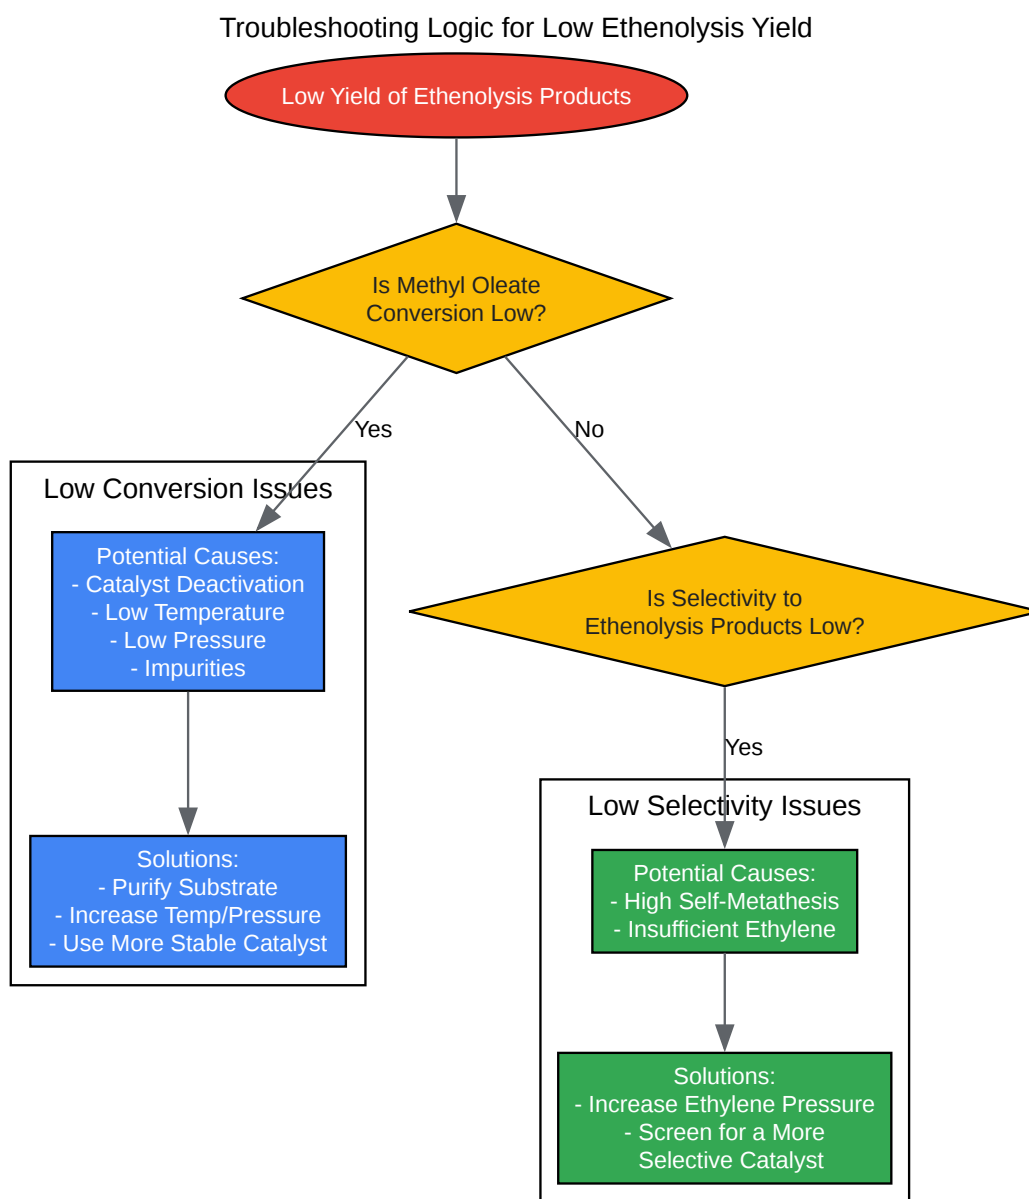 Troubleshooting Logic for Low Ethenolysis Yield
Low Yield of Ethenolysis Products
Is Methyl Oleate
Conversion Low?
Yes
No
Low Conversion Issues
Potential Causes:
- Catalyst Deactivation
- Low Temperature
- Low Pressure
- Impurities
Solutions:
- Purify Substrate
- Increase Temp/Pressure
- Use More Stable Catalyst
Is Selectivity to
Ethenolysis Products Low?
Yes
Low Selectivity Issues
Potential Causes:
- High Self-Metathesis
- Insufficient Ethylene
Solutions:
- Increase Ethylene Pressure
- Screen for a More
Selective Catalyst